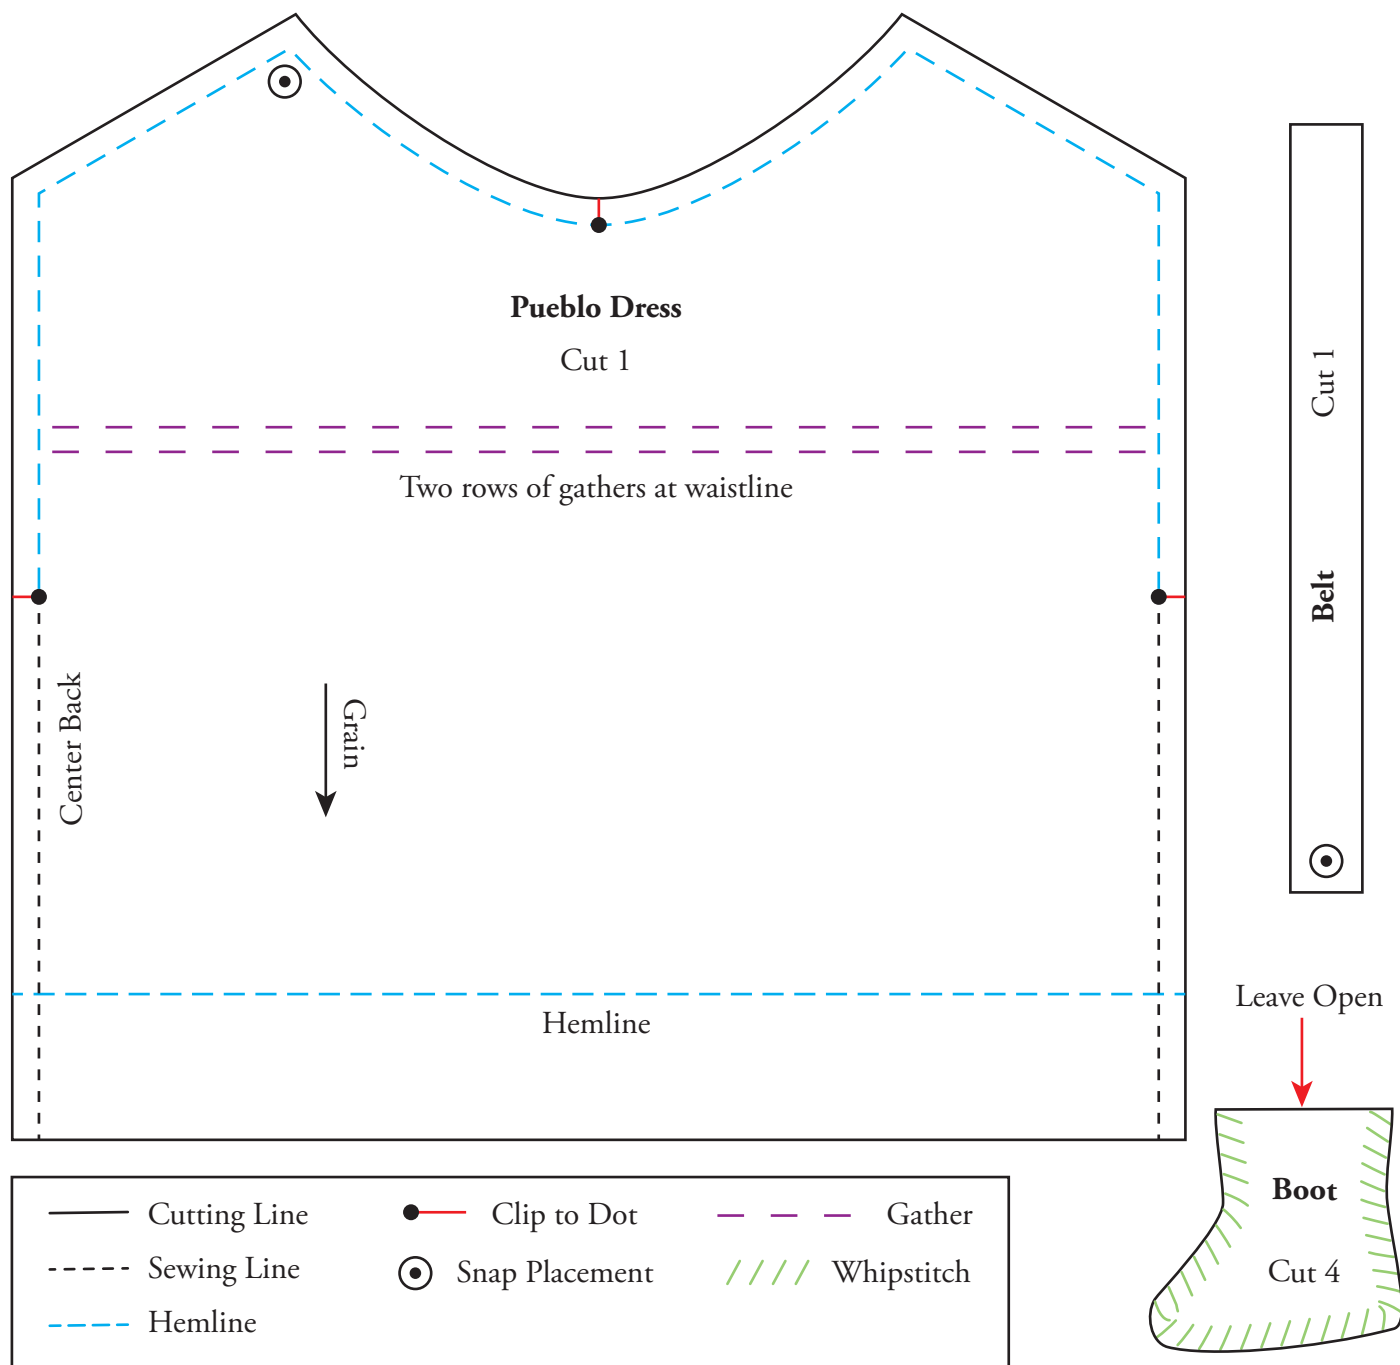 Pueblo Dress
Cut 1
Two rows of gathers at waistline
Center Back
Grain
Hemline
Belt Cut 1
Leave Open
Boot
Cut 4
Cutting Line
Sewing Line
Hemline
Clip to Dot
Snap Placement
Gather
Whipstitch